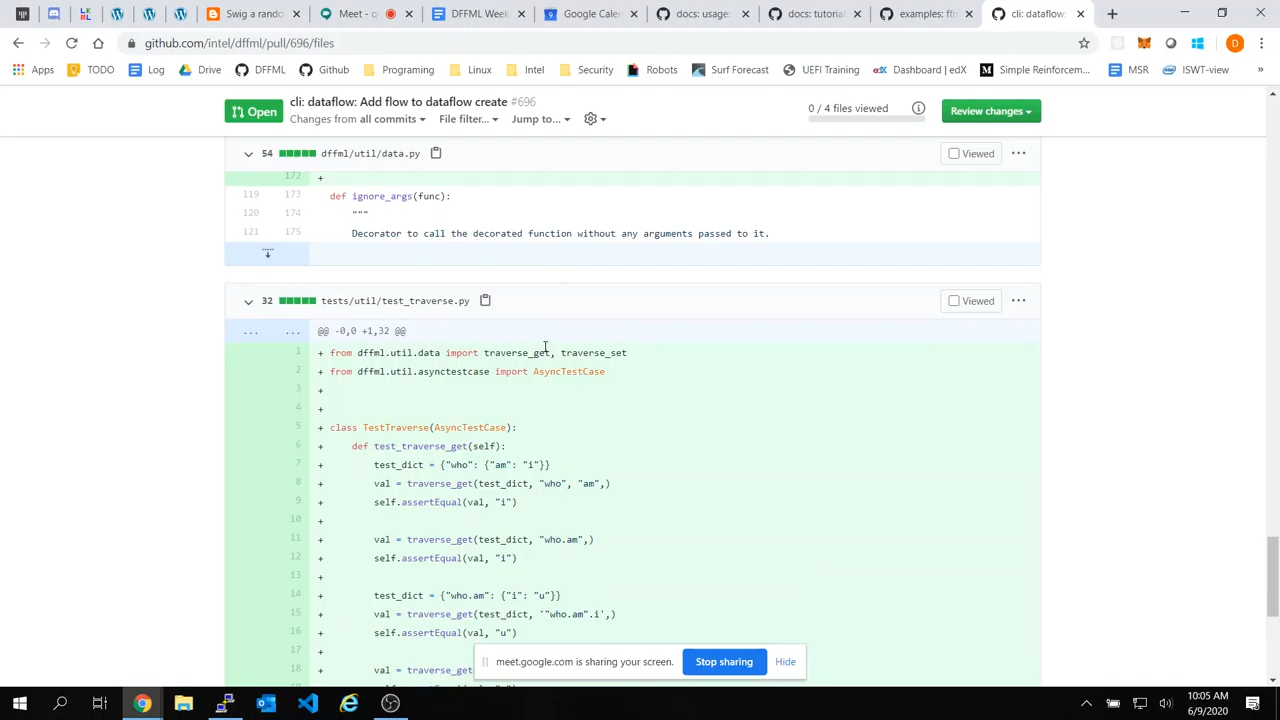 Swig a rando
Meet - q
DFFML Week
Google Calen
docs: usage:
docs: tutoria
examples: ffm
cli: dataflow:
github.com/intel/dffml/pull/696/files
D
Apps
TODO
Log
Drive
DFFML
Github
Programming
Linux
Intel
Security
Robots
Surf Forecast
UEFI Training
Dashboard | edX
Simple Reinforcem...
MSR
ISWT-view
»
Open
cli: dataflow: Add flow to dataflow create #696
Changes from all commits
File filter...
Jump to...
0 / 4 files viewed
Review changes
54 dffml/util/data.py
Viewed
172 +
119 173 def ignore_args(func):
120 174 """
121 175 Decorator to call the decorated function without any arguments passed to it.
32 tests/util/test_traverse.py
Viewed
... ... @@ -0,0 +1,32 @@
1 + from dffml.util.data import traverse_get, traverse_set
2 + from dffml.util.asynctestcase import AsyncTestCase
3 +
4 +
5 + class TestTraverse(AsyncTestCase):
6 + def test_traverse_get(self):
7 + test_dict = {"who": {"am": "i"}}
8 + val = traverse_get(test_dict, "who", "am",)
9 + self.assertEqual(val, "i")
10 +
11 + val = traverse_get(test_dict, "who.am",)
12 + self.assertEqual(val, "i")
13 +
14 + test_dict = {"who.am": {"i": "u"}}
15 + val = traverse_get(test_dict, '"who.am".i',)
16 + self.assertEqual(val, "u")
17 +
18 + val = traverse_get
meet.google.com is sharing your screen.
Stop sharing
Hide
10:05 AM
6/9/2020